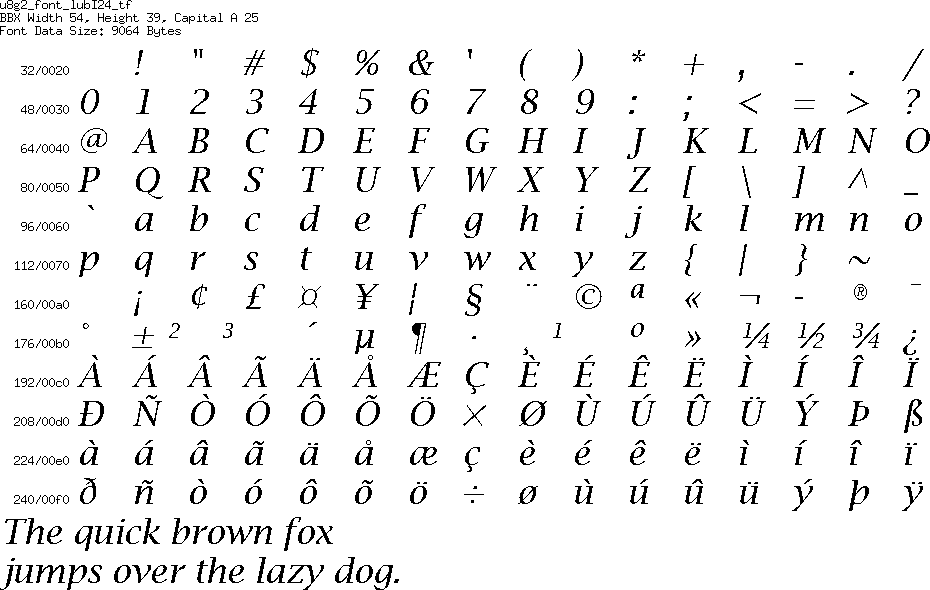 u8g2_font_lubI24_tf
BBX Width 54, Height 39, Capital A 25
Font Data Size: 9064 Bytes
32/0020 ! " # $ % & ' ( ) * + , - . /
48/0030 0 1 2 3 4 5 6 7 8 9 : ; < = > ?
64/0040 @ A B C D E F G H I J K L M N O
80/0050 P Q R S T U V W X Y Z [ \ ] ^ _
96/0060 ` a b c d e f g h i j k l m n o
112/0070 p q r s t u v w x y z { | } ~
160/00a0 ¡ ¢ £ ¤ ¥ ¦ § ¨ © ª « ¬ - ® ¯
176/00b0 ° ± ² ³ ´ µ ¶ · ¸ ¹ º » ¼ ½ ¾ ¿
192/00c0 À Á Â Ã Ä Å Æ Ç È É Ê Ë Ì Í Î Ï
208/00d0 Ð Ñ Ò Ó Ô Õ Ö × Ø Ù Ú Û Ü Ý Þ ß
224/00e0 à á â ã ä å æ ç è é ê ë ì í î ï
240/00f0 ð ñ ò ó ô õ ö ÷ ø ù ú û ü ý þ ÿ
The quick brown fox
jumps over the lazy dog.